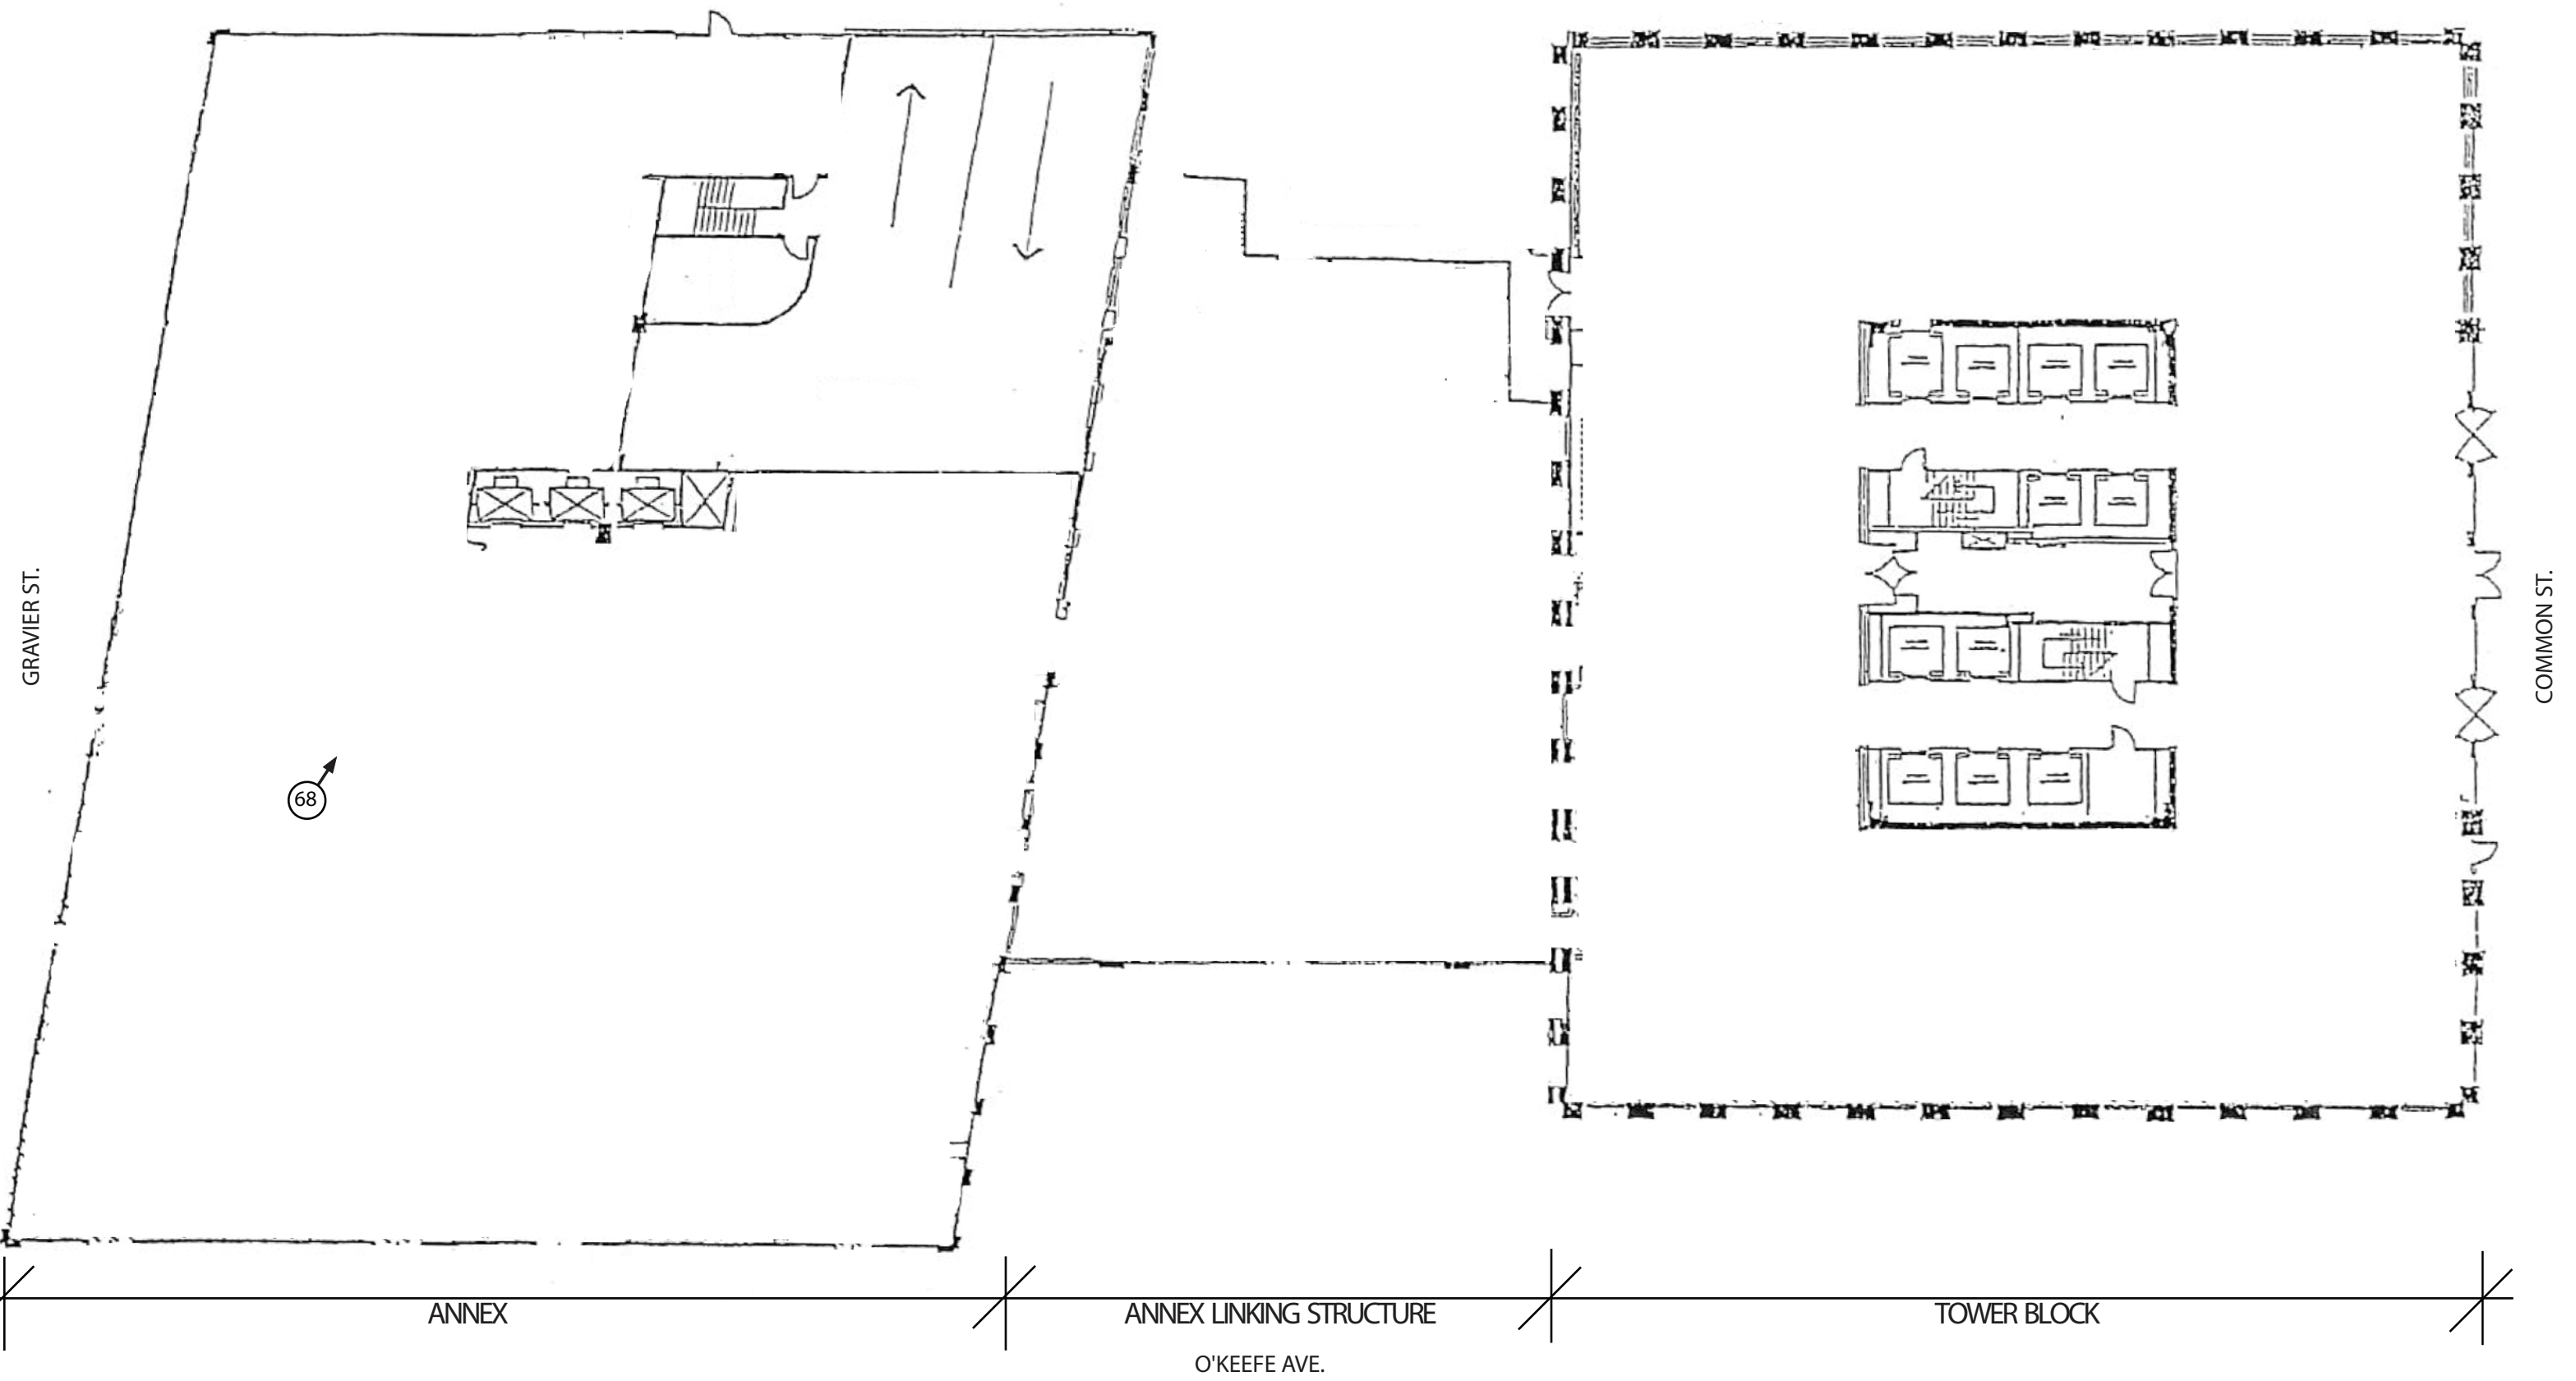 GRAVIER ST.
68
COMMON ST.
ANNEX
ANNEX LINKING STRUCTURE
TOWER BLOCK
O'KEEFE AVE.